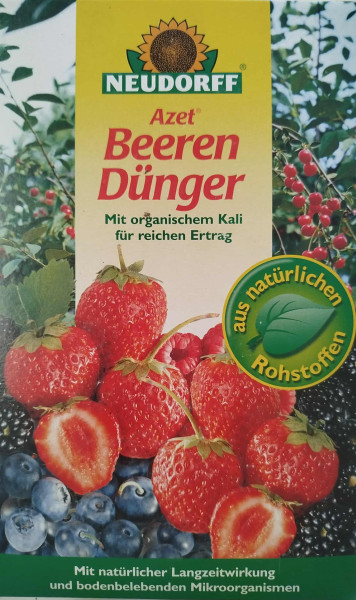 NEUDORFF®
Azet®
Beeren
Dünger
Mit organischem Kali
für reichen Ertrag
aus natürlichen
Rohstoffen
Mit natürlicher Langzeitwirkung
und bodenbelebenden Mikroorganismen